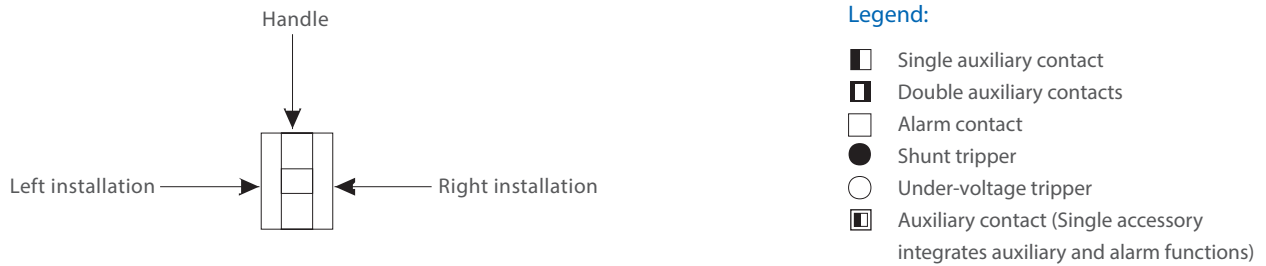 Handle
Left installation
Right installation
Legend:
Single auxiliary contact
Double auxiliary contacts
Alarm contact
Shunt tripper
Under-voltage tripper
Auxiliary contact (Single accessory
integrates auxiliary and alarm functions)